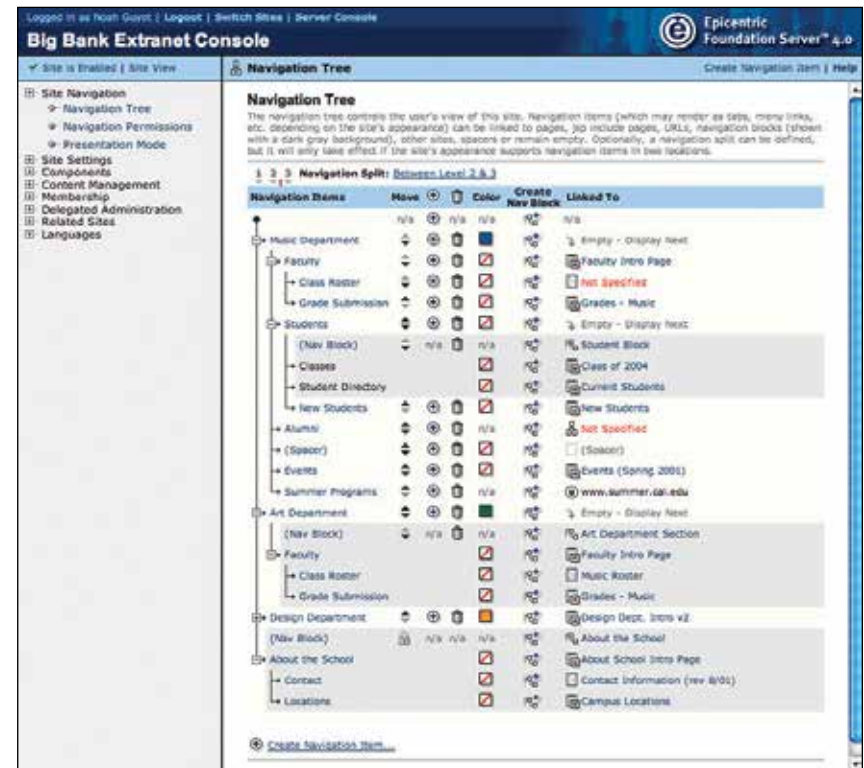 Logged in as Noah Guyot | Logout | Switch Sites | Server Console
Big Bank Extranet Console
Epicentric
Foundation Server™ 4.0
Site is Enabled | Site View
Navigation Tree
Create Navigation Item | Help
Site Navigation
Navigation Tree
Navigation Permissions
Presentation Mode
Site Settings
Components
Content Management
Membership
Delegated Administration
Related Sites
Languages
Navigation Tree
The navigation tree controls the user's view of this site. Navigation items (which may render as tabs, menu links,
etc. depending on the site's appearance) can be linked to pages, jsp include pages, URLs, navigation blocks (shown
with a dark gray background), other sites, spacers or remain empty. Optionally, a navigation split can be defined,
but it will only take effect if the site's appearance supports navigation items in two locations.
1 2 3 Navigation Split: Between Level 2 & 3
Navigation Items Move Color Create Nav Block Linked To
n/a n/a n/a n/a
Music Department Empty - Display Next
Faculty Faculty Intro Page
Class Roster Not Specified
Grade Submission Grades - Music
Students Empty - Display Next
(Nav Block) n/a n/a Student Block
Classes Class of 2004
Student Directory Current Students
New Students New Students
Alumni n/a Not Specified
(Spacer) (Spacer)
Events Events (Spring 2001)
Summer Programs n/a www.summer.cal.edu
Art Department Empty - Display Next
(Nav Block) n/a n/a Art Department Section
Faculty Faculty Intro Page
Class Roster Music Roster
Grade Submission Grades - Music
Design Department Design Dept. Intro v2
(Nav Block) n/a n/a n/a About the School
About the School About School Intro Page
Contact Contact Information (rev 8/01)
Locations Campus Locations
Create Navigation Item...